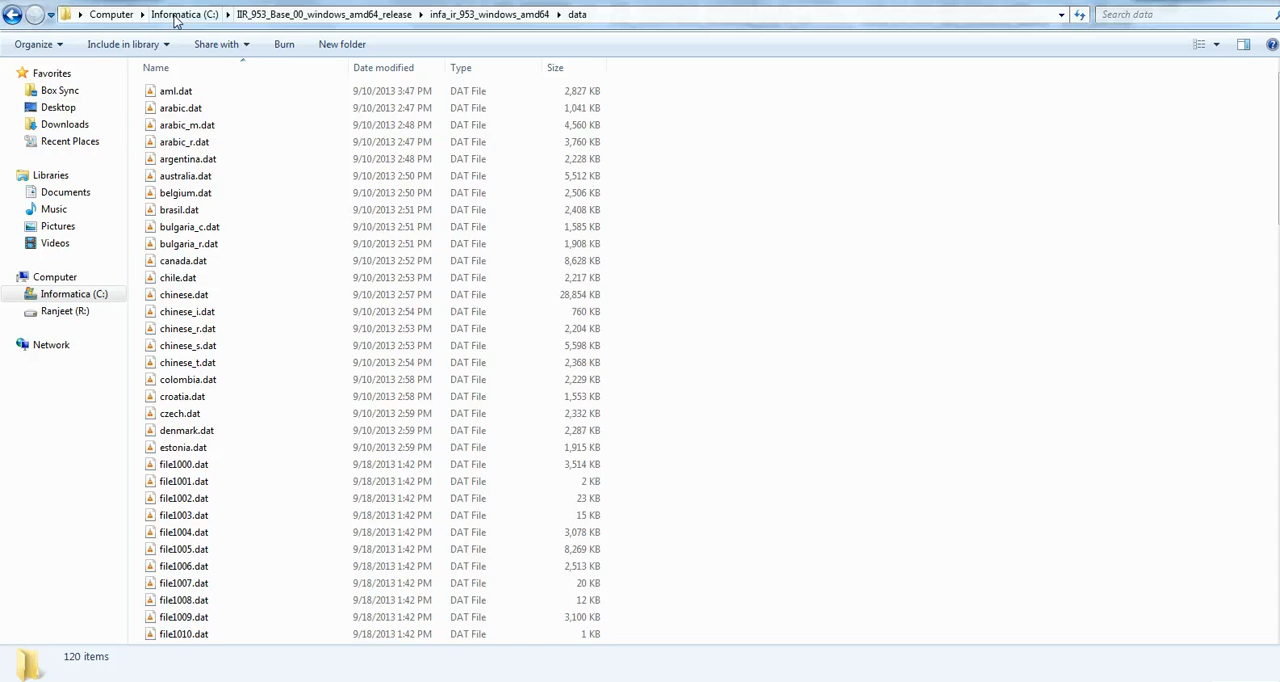 Computer Informatica (C:) IIR_953_Base_00_windows_amd64_release infa_ir_953_windows_amd64 data Search data
Organize Include in library Share with Burn New folder
Favorites
Box Sync
Desktop
Downloads
Recent Places
Libraries
Documents
Music
Pictures
Videos
Computer
Informatica (C:)
Ranjeet (R:)
Network
Name Date modified Type Size
aml.dat 9/10/2013 3:47 PM DAT File 2,827 KB
arabic.dat 9/10/2013 2:47 PM DAT File 1,041 KB
arabic_m.dat 9/10/2013 2:48 PM DAT File 4,560 KB
arabic_r.dat 9/10/2013 2:47 PM DAT File 3,760 KB
argentina.dat 9/10/2013 2:48 PM DAT File 2,228 KB
australia.dat 9/10/2013 2:50 PM DAT File 5,512 KB
belgium.dat 9/10/2013 2:50 PM DAT File 2,506 KB
brasil.dat 9/10/2013 2:51 PM DAT File 2,408 KB
bulgaria_c.dat 9/10/2013 2:51 PM DAT File 1,585 KB
bulgaria_r.dat 9/10/2013 2:51 PM DAT File 1,908 KB
canada.dat 9/10/2013 2:52 PM DAT File 8,628 KB
chile.dat 9/10/2013 2:53 PM DAT File 2,217 KB
chinese.dat 9/10/2013 2:57 PM DAT File 28,854 KB
chinese_i.dat 9/10/2013 2:54 PM DAT File 760 KB
chinese_r.dat 9/10/2013 2:53 PM DAT File 2,204 KB
chinese_s.dat 9/10/2013 2:53 PM DAT File 5,598 KB
chinese_t.dat 9/10/2013 2:54 PM DAT File 2,368 KB
colombia.dat 9/10/2013 2:58 PM DAT File 2,229 KB
croatia.dat 9/10/2013 2:58 PM DAT File 1,553 KB
czech.dat 9/10/2013 2:59 PM DAT File 2,332 KB
denmark.dat 9/10/2013 2:59 PM DAT File 2,287 KB
estonia.dat 9/10/2013 2:59 PM DAT File 1,915 KB
file1000.dat 9/18/2013 1:42 PM DAT File 3,514 KB
file1001.dat 9/18/2013 1:42 PM DAT File 2 KB
file1002.dat 9/18/2013 1:42 PM DAT File 23 KB
file1003.dat 9/18/2013 1:42 PM DAT File 15 KB
file1004.dat 9/18/2013 1:42 PM DAT File 3,078 KB
file1005.dat 9/18/2013 1:42 PM DAT File 8,269 KB
file1006.dat 9/18/2013 1:42 PM DAT File 2,513 KB
file1007.dat 9/18/2013 1:42 PM DAT File 20 KB
file1008.dat 9/18/2013 1:42 PM DAT File 12 KB
file1009.dat 9/18/2013 1:42 PM DAT File 3,100 KB
file1010.dat 9/18/2013 1:42 PM DAT File 1 KB
120 items